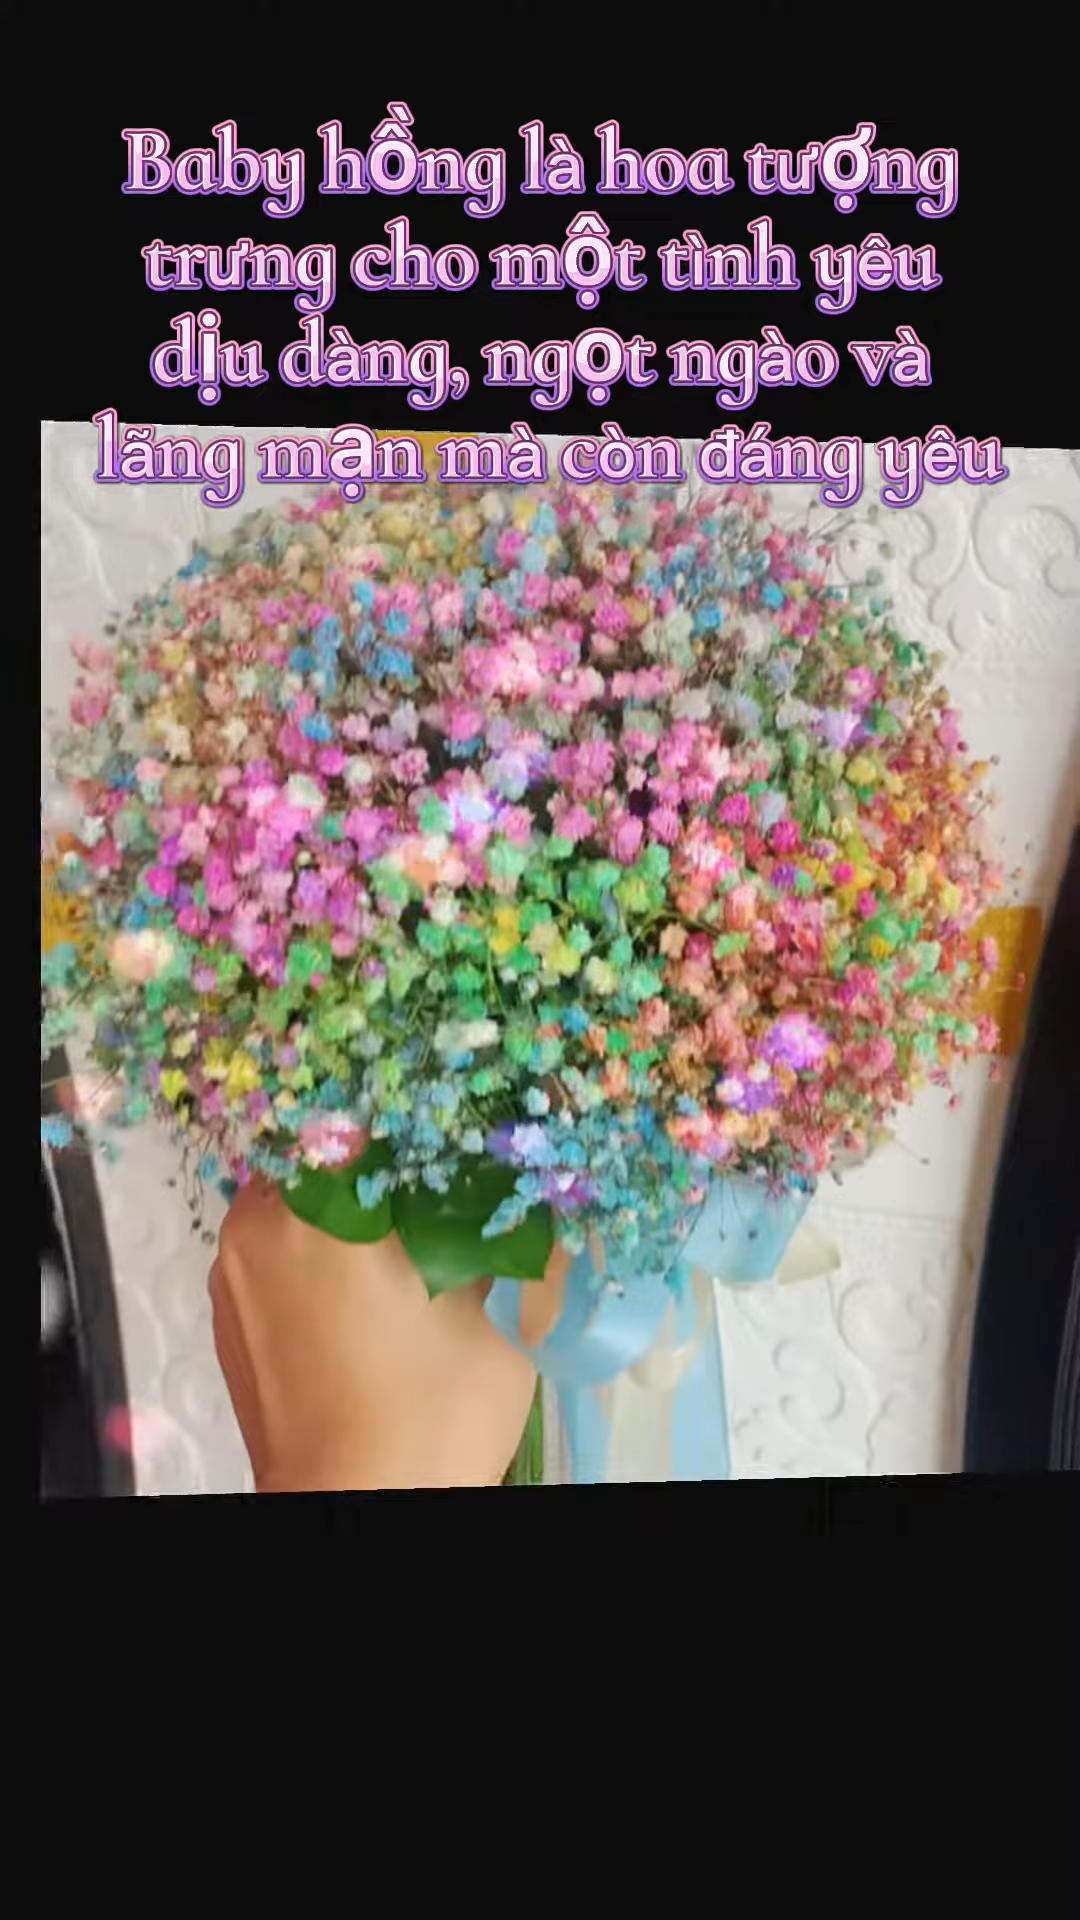 Baby hồng là hoa tượng
trưng cho một tình yêu
dịu dàng, ngọt ngào và
lãng mạn mà còn đáng yêu